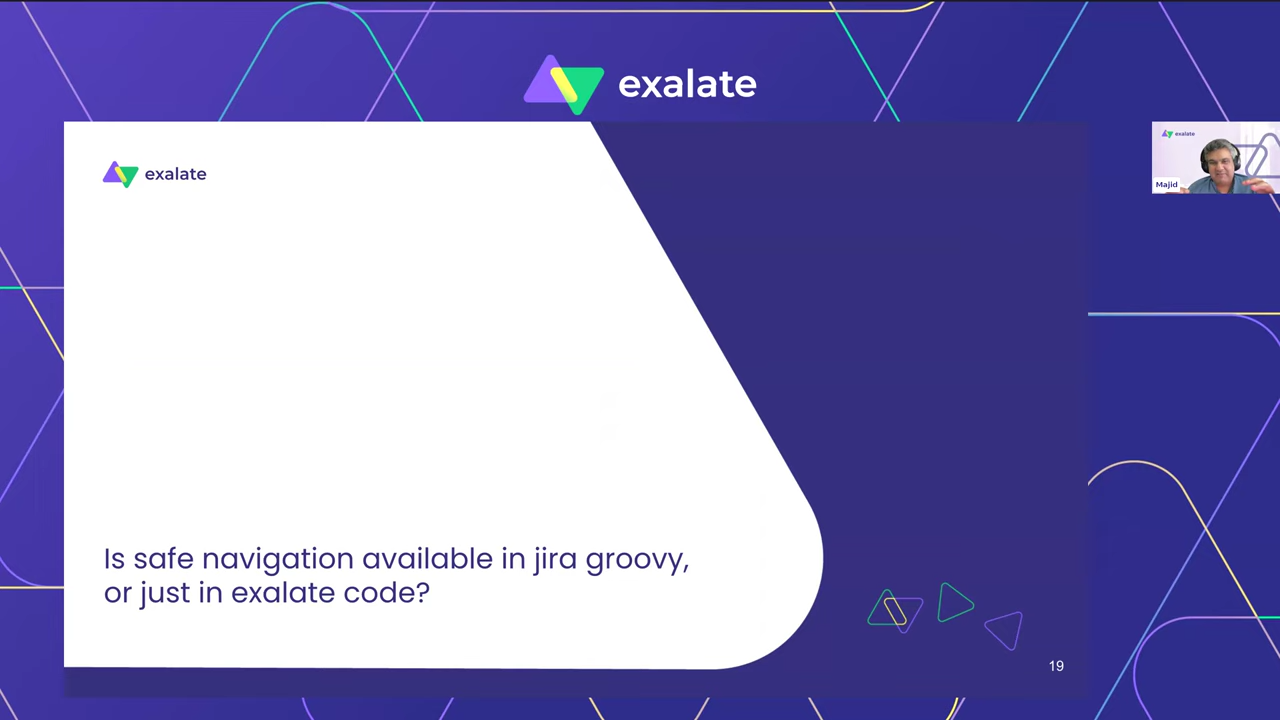 exalate
exalate
exalate
Majid
Is safe navigation available in jira groovy,
or just in exalate code?
19